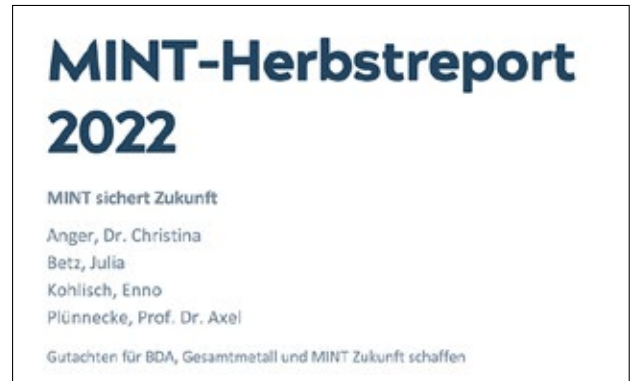 MINT-Herbstreport
2022
MINT sichert Zukunft
Anger, Dr. Christina
Betz, Julia
Kohlisch, Enno
Plünnecke, Prof. Dr. Axel
Gutachten für BDA, Gesamtmetall und MINT Zukunft schaffen